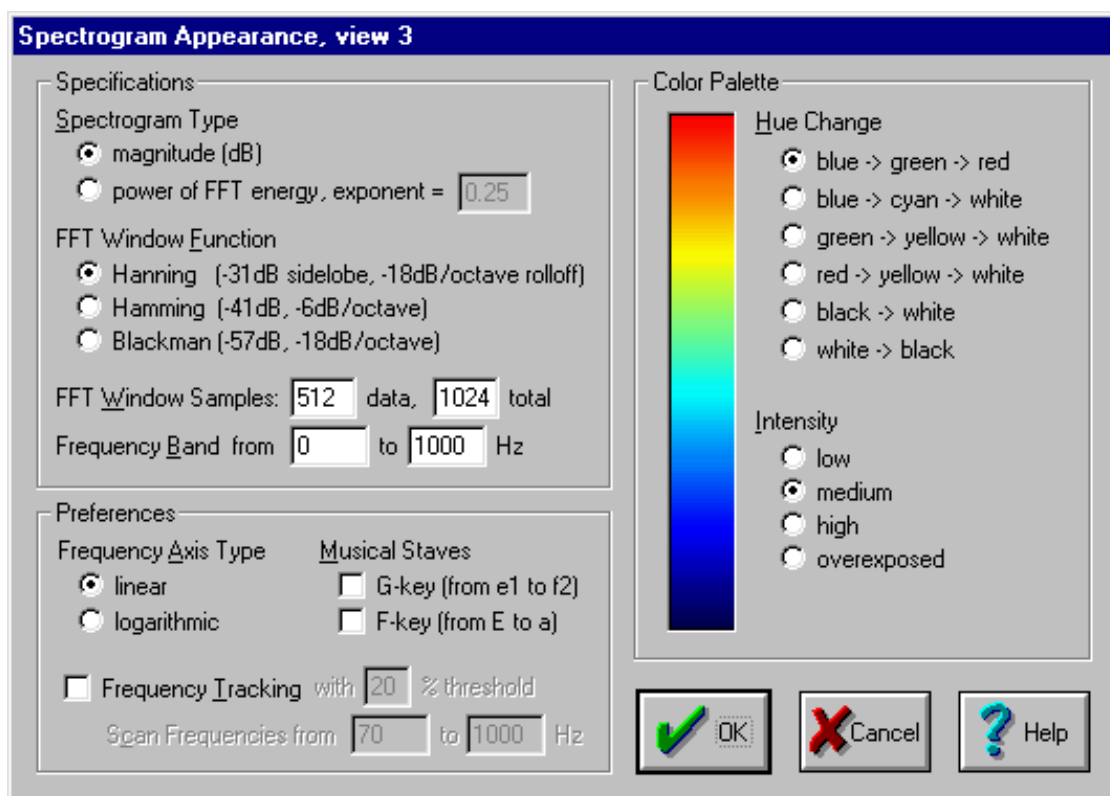 Spectrogram Appearance, view 3
Specifications
Spectrogram Type
magnitude (dB)
power of FFT energy, exponent = 0.25
FFT Window Function
Hanning (-31dB sidelobe, -18dB/octave rolloff)
Hamming (-41dB, -6dB/octave)
Blackman (-57dB, -18dB/octave)
FFT Window Samples: 512 data, 1024 total
Frequency Band from 0 to 1000 Hz
Preferences
Frequency Axis Type
linear
logarithmic
Musical Staves
G-key (from e1 to f2)
F-key (from E to a)
Frequency Tracking with 20 % threshold
Scan Frequencies from 70 to 1000 Hz
Color Palette
Hue Change
blue -> green -> red
blue -> cyan -> white
green -> yellow -> white
red -> yellow -> white
black -> white
white -> black
Intensity
low
medium
high
overexposed
OK
Cancel
Help